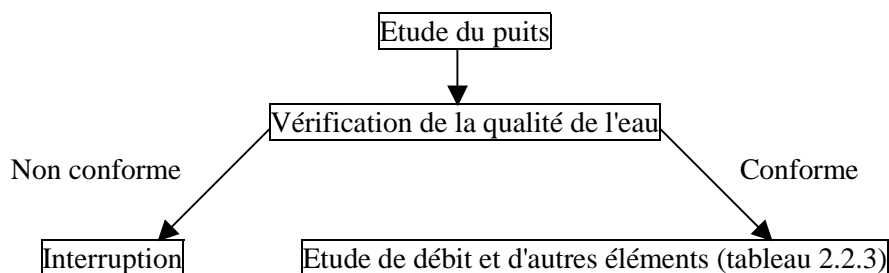 Etude du puits
Vérification de la qualité de l'eau
Non conforme
Conforme
Interruption
Etude de débit et d'autres éléments (tableau 2.2.3)